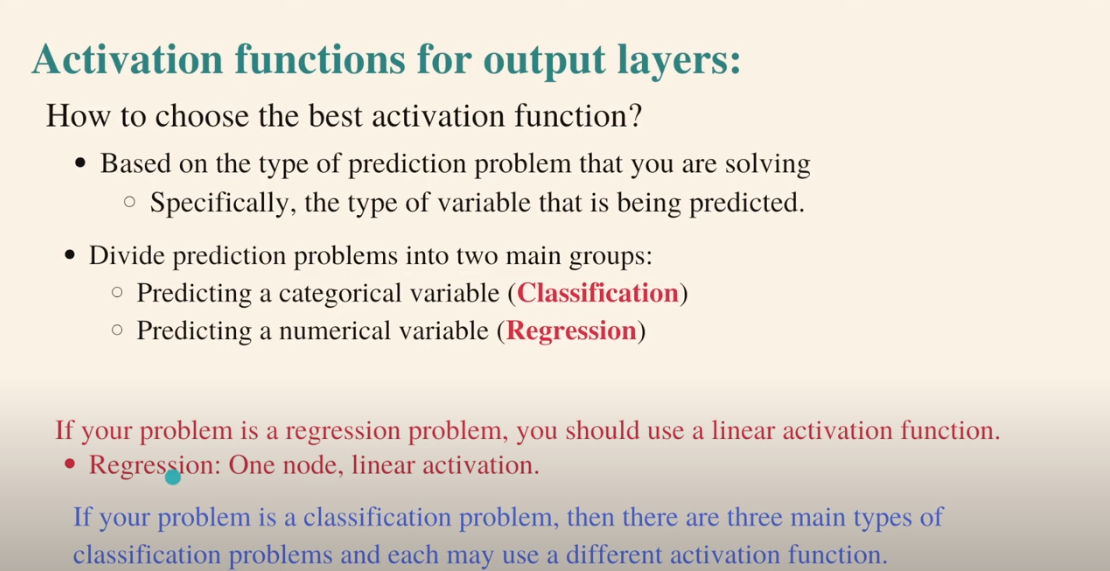 Activation functions for output layers:
How to choose the best activation function?
• Based on the type of prediction problem that you are solving
○ Specifically, the type of variable that is being predicted.
• Divide prediction problems into two main groups:
○ Predicting a categorical variable (Classification)
○ Predicting a numerical variable (Regression)
If your problem is a regression problem, you should use a linear activation function.
• Regression: One node, linear activation.
If your problem is a classification problem, then there are three main types of
classification problems and each may use a different activation function.